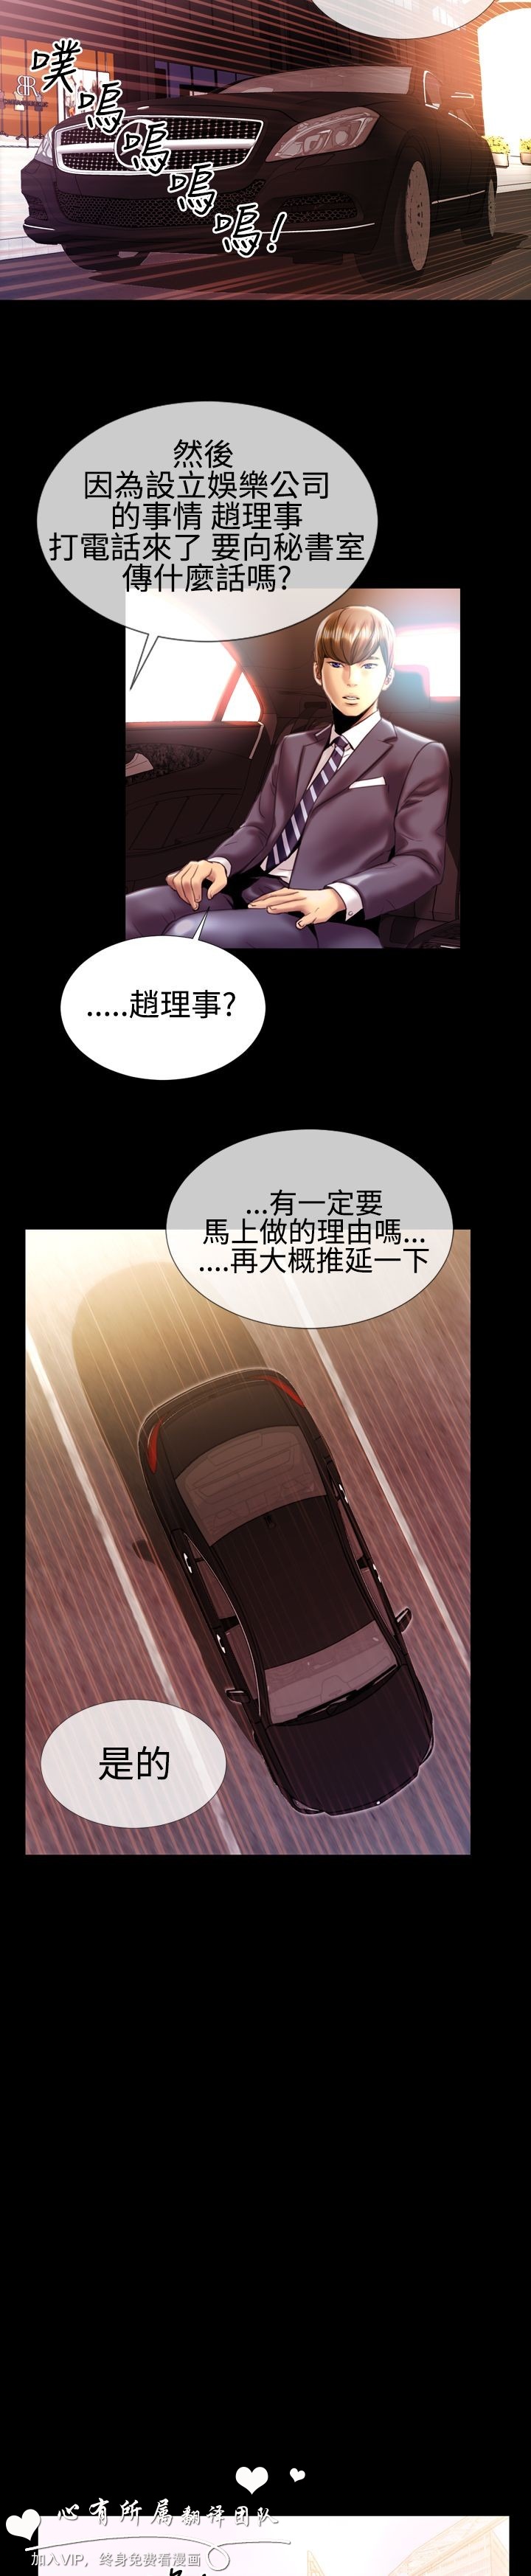 噗
嗚
嗚
嗚
嗚!
然後
因為設立娛樂公司
的事情 趙理事
打電話來了 要向秘書室
傳什麼話嗎?
.....趙理事?
...有一定要
馬上做的理由嗎...
....再大概推延一下
是的
心有所属翻译团队
加入VIP，终身免费看漫画